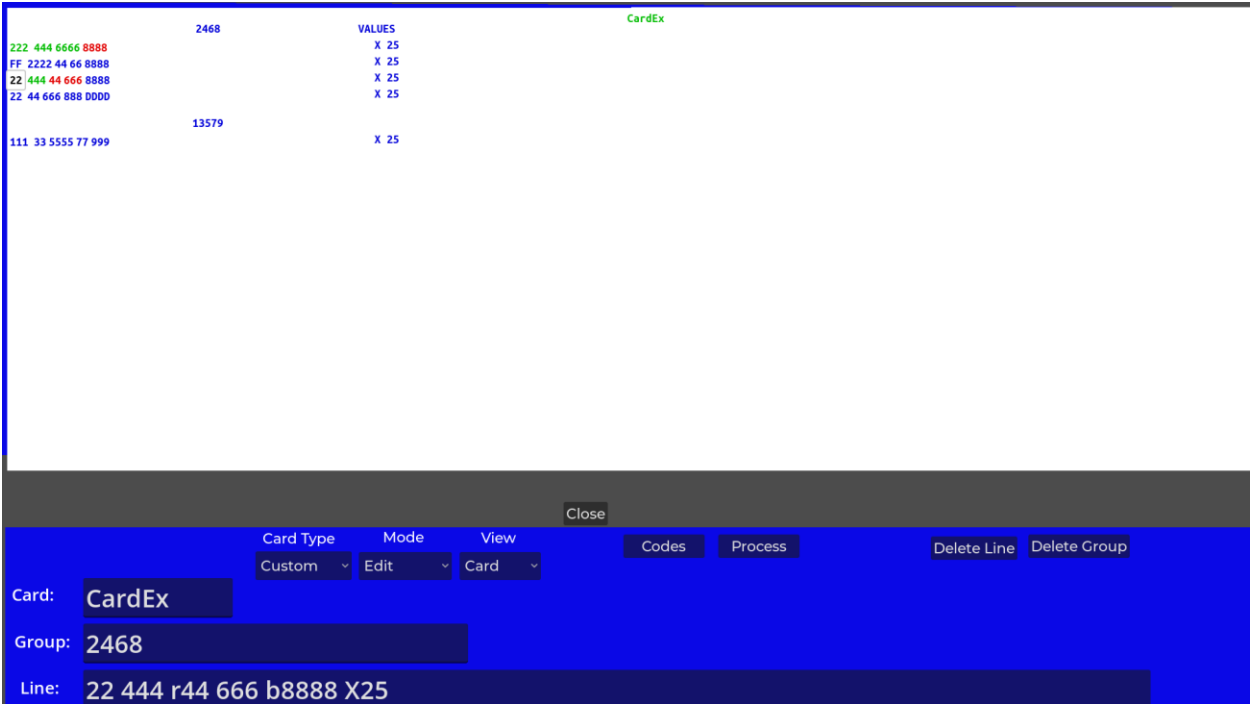 CardEx
2468 VALUES
222 444 6666 8888 X 25
FF 2222 44 66 8888 X 25
22 444 44 666 8888 X 25
22 44 666 888 DDDD X 25
13579
111 33 5555 77 999 X 25
Close
Card Type Mode View
Codes Process Delete Line Delete Group
Custom Edit Card
Card: CardEx
Group: 2468
Line: 22 444 r44 666 b8888 X25